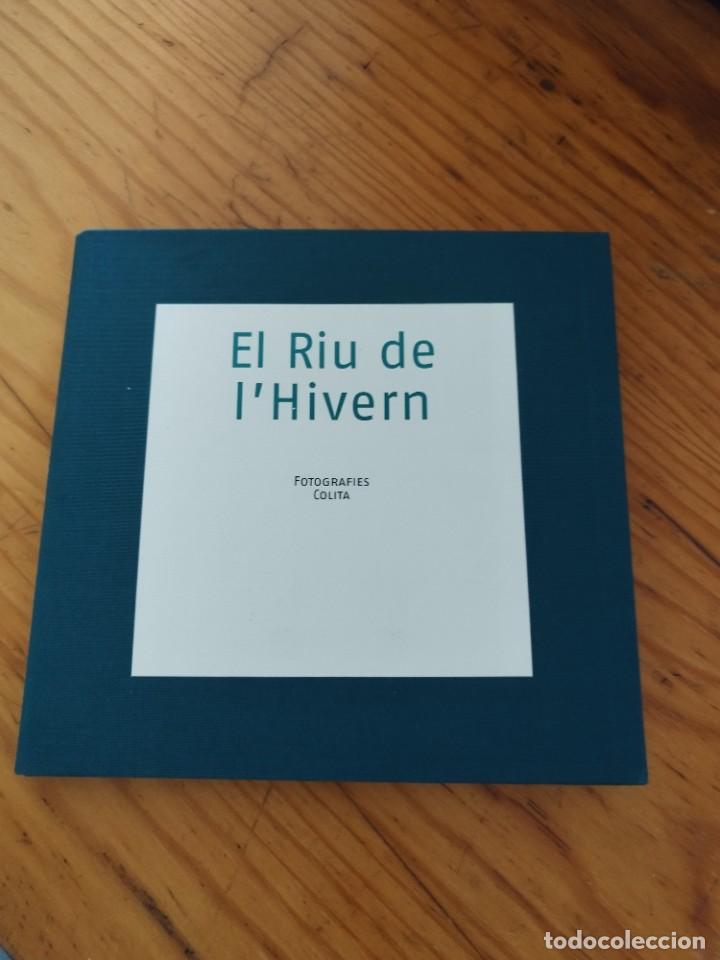 El Riu de
l'Hivern
FOTOGRAFIES
COLITA
todocoleccion